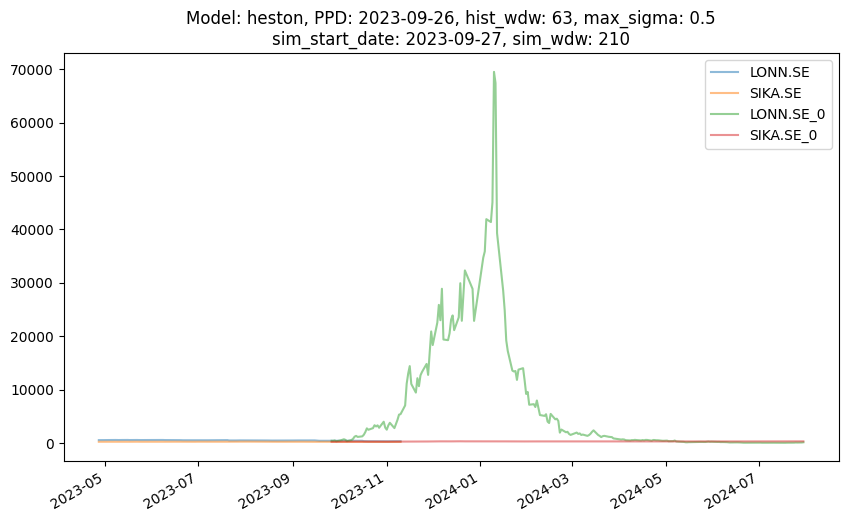 Model: heston, PPD: 2023-09-26, hist_wdw: 63, max_sigma: 0.5
sim_start_date: 2023-09-27, sim_wdw: 210
LONN.SE
SIKA.SE
LONN.SE_0
SIKA.SE_0
70000
60000
50000
40000
30000
20000
10000
0
2023-05
2023-07
2023-09
2023-11
2024-01
2024-03
2024-05
2024-07